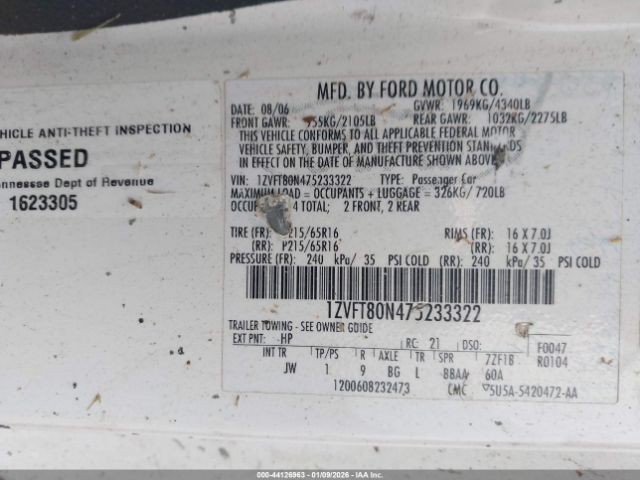 VEHICLE ANTI-THEFT INSPECTION
PASSED
Tennessee Dept of Revenue
1623305
MFD. BY FORD MOTOR CO.
DATE: 08/06 GVWR: 1969KG/4340LB
FRONT GAWR: 955KG/2105LB REAR GAWR: 1032KG/2275LB
THIS VEHICLE CONFORMS TO ALL APPLICABLE FEDERAL MOTOR
VEHICLE SAFETY, BUMPER, AND THEFT PREVENTION STANDARDS
IN EFFECT ON THE DATE OF MANUFACTURE SHOWN ABOVE.
VIN: 1ZVFT80N475233322 TYPE: Passenger Car
MAXIMUM LOAD = OCCUPANTS + LUGGAGE = 326KG/ 720LB
4 TOTAL; 2 FRONT, 2 REAR
TIRE (FR): P215/65R16 RIMS (FR): 16 X 7.0J
(RR): P215/65R16 (RR): 16 X 7.0J
PRESSURE (FR): 240 kPa/ 35 PSI COLD (RR): 240 kPa/ 35 PSI COLD
1ZVFT80N475233322
TRAILER TOWING - SEE OWNER GUIDE
EXT PNT: HP RC: 21 DSO: F0047
INT TR TP/PS R AXLE TR SPR 7ZF1B R0104
JW 1 9 BG L BBAA 60A
1200608232473 CMC 5U5A-5420472-AA
000-44126963 - 01/09/2026 - IAAHOLDINGS.COM